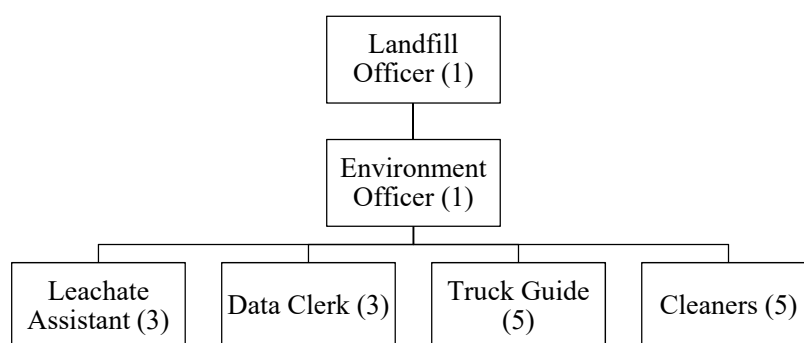 Landfill
Officer (1)
Environment
Officer (1)
Leachate
Assistant (3)
Data Clerk (3)
Truck Guide
(5)
Cleaners (5)